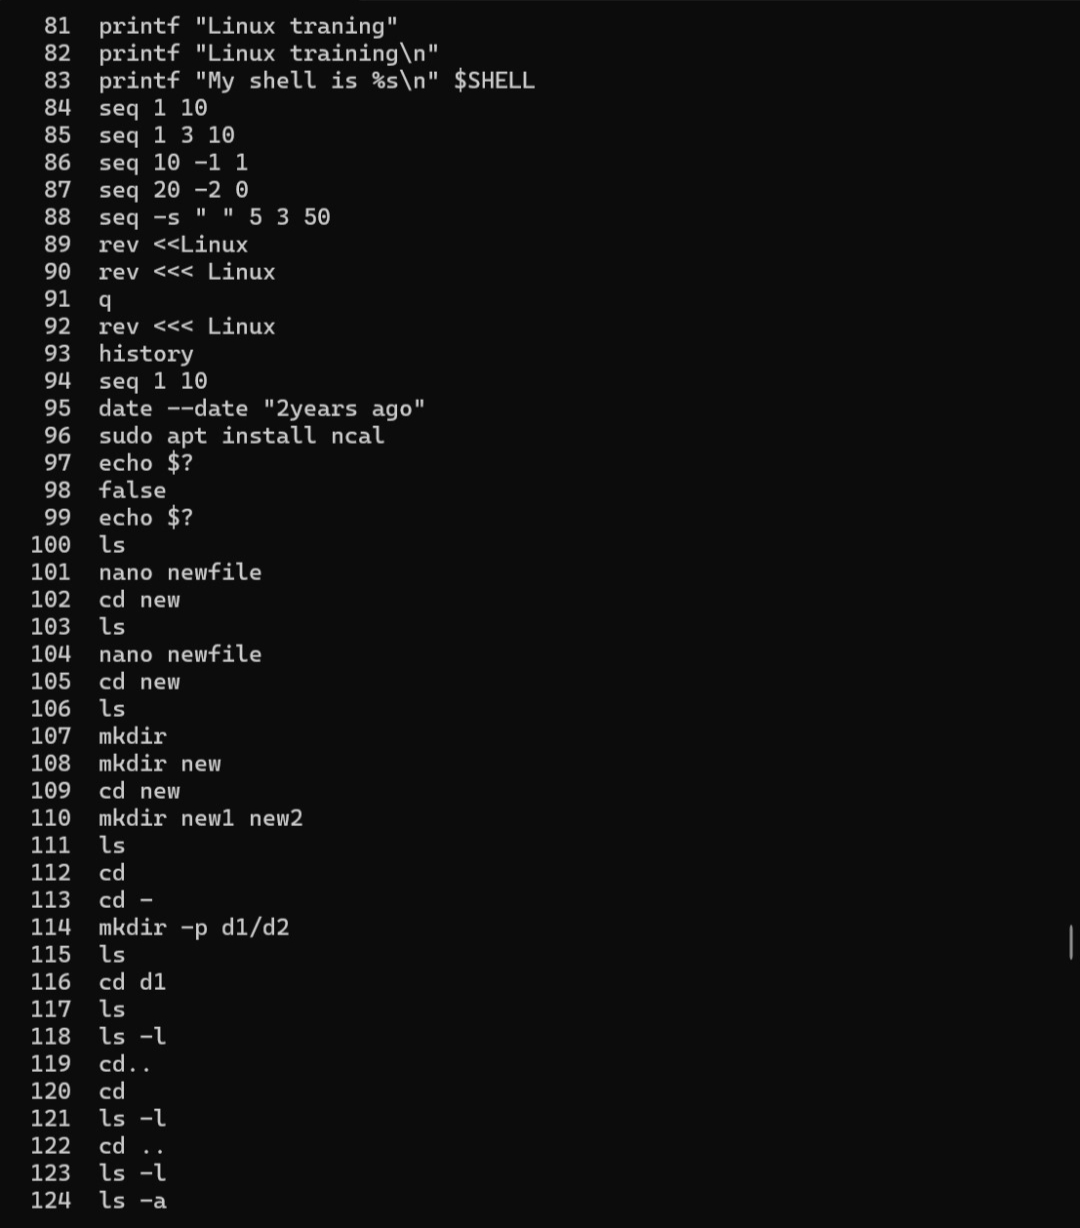 81 printf "Linux traning"
82 printf "Linux training\n"
83 printf "My shell is %s\n" $SHELL
84 seq 1 10
85 seq 1 3 10
86 seq 10 -1 1
87 seq 20 -2 0
88 seq -s " " 5 3 50
89 rev <<Linux
90 rev <<< Linux
91 q
92 rev <<< Linux
93 history
94 seq 1 10
95 date --date "2years ago"
96 sudo apt install ncal
97 echo $?
98 false
99 echo $?
100 ls
101 nano newfile
102 cd new
103 ls
104 nano newfile
105 cd new
106 ls
107 mkdir
108 mkdir new
109 cd new
110 mkdir new1 new2
111 ls
112 cd
113 cd -
114 mkdir -p d1/d2
115 ls
116 cd d1
117 ls
118 ls -l
119 cd..
120 cd
121 ls -l
122 cd ..
123 ls -l
124 ls -a